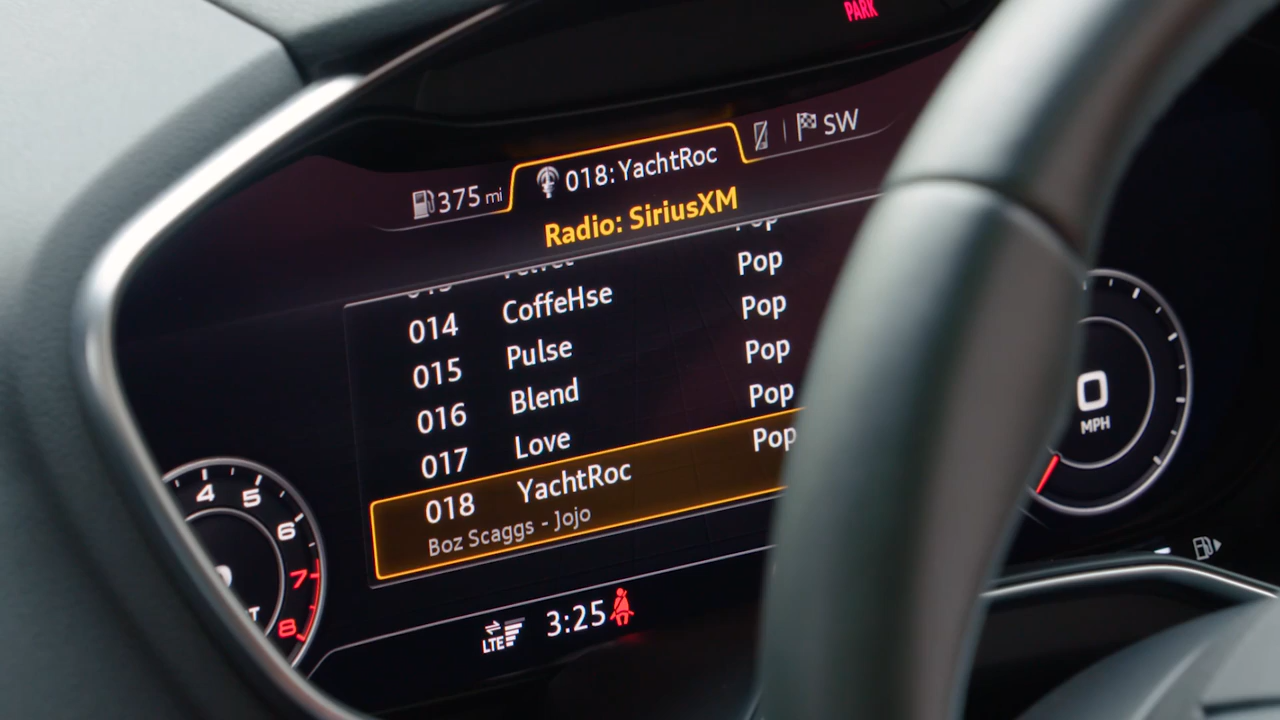 PARK
375 mi
018: YachtRoc
SW
Radio: SiriusXM
014 CoffeHse Pop
015 Pulse Pop
016 Blend Pop
017 Love Pop
018 YachtRoc Pop
Boz Scaggs - Jojo
LTE 3:25
4 5 6 7 8
0
MPH